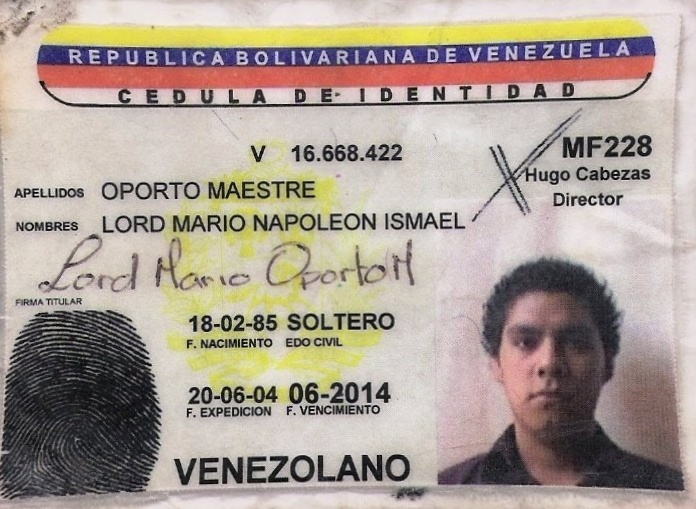 REPUBLICA BOLIVARIANA DE VENEZUELA
CEDULA DE IDENTIDAD
V 16.668.422
MF228
Hugo Cabezas
Director
APELLIDOS OPORTO MAESTRE
NOMBRES LORD MARIO NAPOLEON ISMAEL
Lord Mario Oporto M
FIRMA TITULAR
18-02-85 SOLTERO
F. NACIMIENTO EDO CIVIL
20-06-04 06-2014
F. EXPEDICION F. VENCIMIENTO
VENEZOLANO